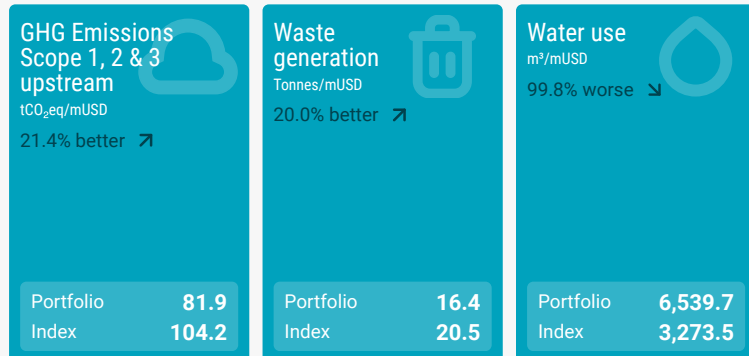 GHG Emissions
Scope 1, 2 & 3
upstream
tCO₂eq/mUSD
21.4% better
Portfolio 81.9
Index 104.2
Waste
generation
Tonnes/mUSD
20.0% better
Portfolio 16.4
Index 20.5
Water use
m³/mUSD
99.8% worse
Portfolio 6,539.7
Index 3,273.5